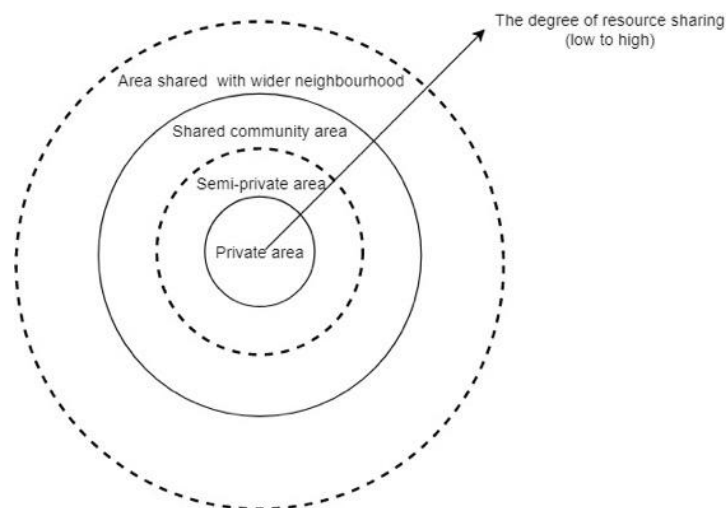 The degree of resource sharing
(low to high)
Area shared with wider neighbourhood
Shared community area
Semi-private area
Private area